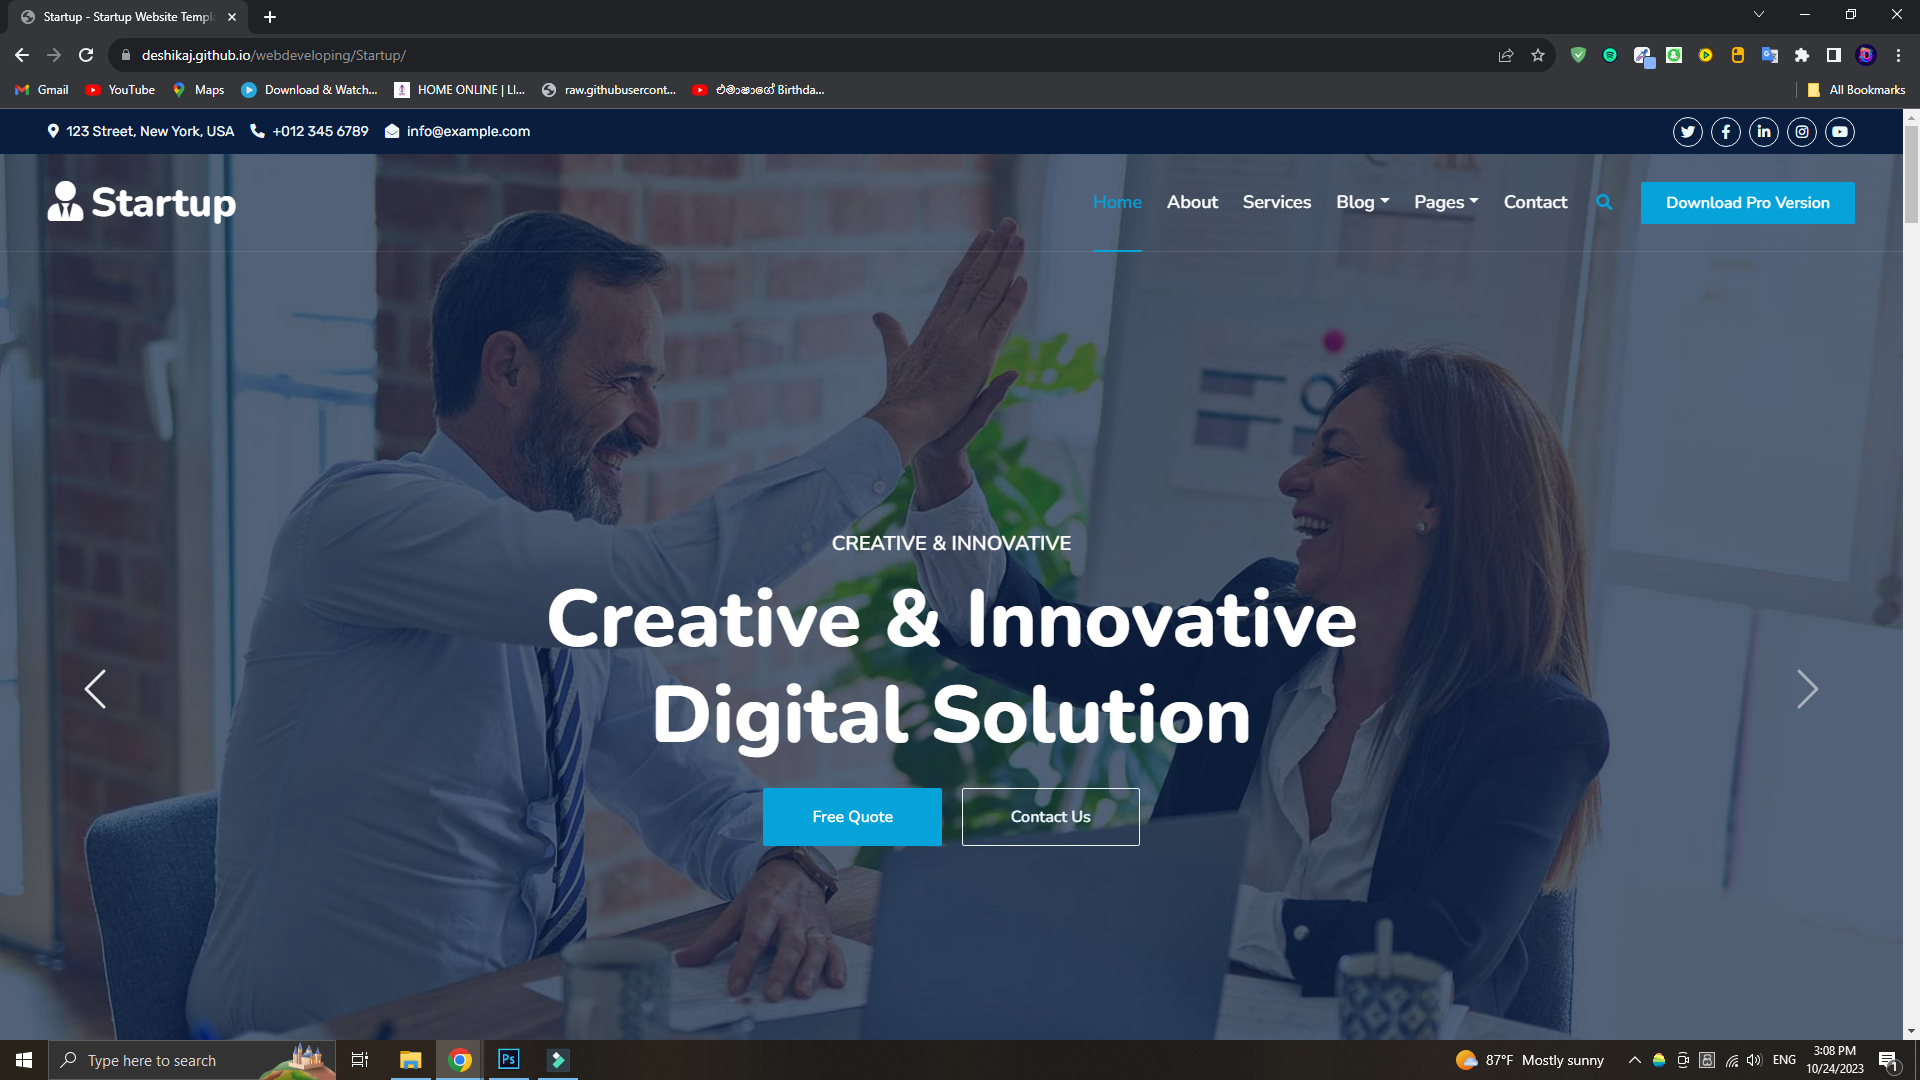 Startup - Startup Website Templa
deshikaj.github.io/webdeveloping/Startup/
Gmail YouTube Maps Download & Watch... HOME ONLINE | LI... raw.githubusercont... එමාෂාගේ Birthda... All Bookmarks
123 Street, New York, USA +012 345 6789 info@example.com
Startup Home About Services Blog Pages Contact Download Pro Version
CREATIVE & INNOVATIVE
Creative & Innovative
Digital Solution
Free Quote Contact Us
Type here to search Ps 87°F Mostly sunny ENG 3:08 PM
10/24/2023 1